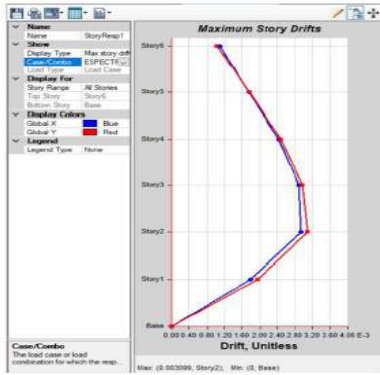 Name
Name StoryResp1
Show
Display Type Max story drift
Case/Combo ESPECTR
Load Type Load Case
Display For
Story Range All Stories
Top Story Story6
Bottom Story Base
Display Colors
Global X Blue
Global Y Red
Legend
Legend Type None
Case/Combo
The load case or load
combination for which the resp...
Maximum Story Drifts
Story6
Story5
Story4
Story3
Story2
Story1
Base
0.00 0.40 0.80 1.20 1.60 2.00 2.40 2.80 3.20 3.60 4.00 E-3
Drift, Unitless
Max: (0.003099, Story2); Min: (0, Base)